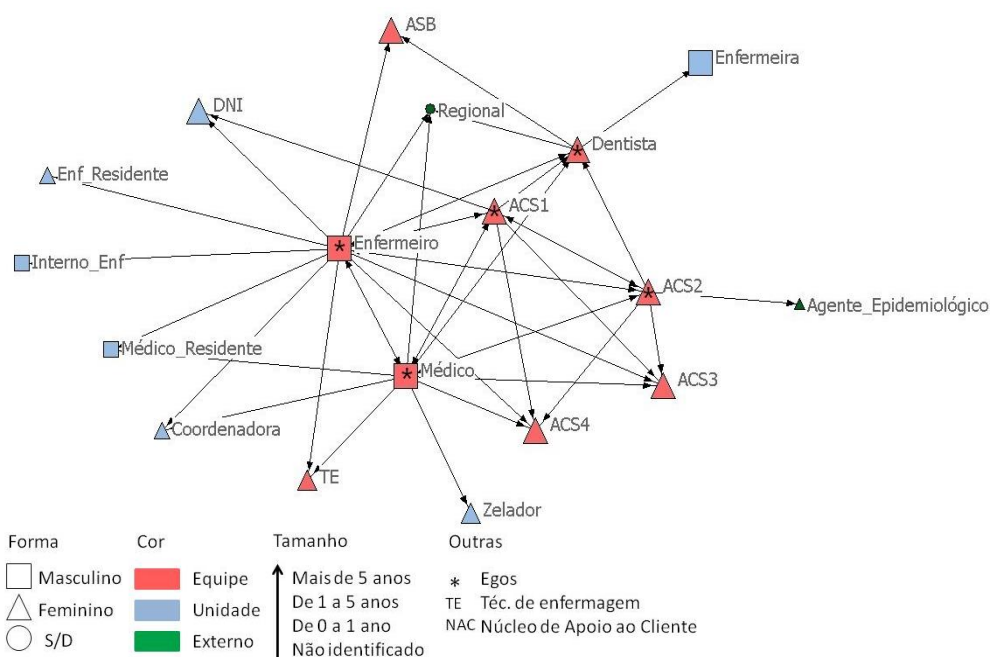 ASB
Enfermeira
DNI
Regional
Dentista
Enf_Residente
ACS1
Enfermeiro
Interno_Enf
ACS2
Agente_Epidemiológico
Médico_Residente
Médico
ACS3
ACS4
Coordenadora
TE
Zelador
Forma Cor Tamanho Outras
Masculino Equipe Mais de 5 anos * Egos
Feminino Unidade De 1 a 5 anos TE Téc. de enfermagem
S/D Externo De 0 a 1 ano NAC Núcleo de Apoio ao Cliente
Não identificado